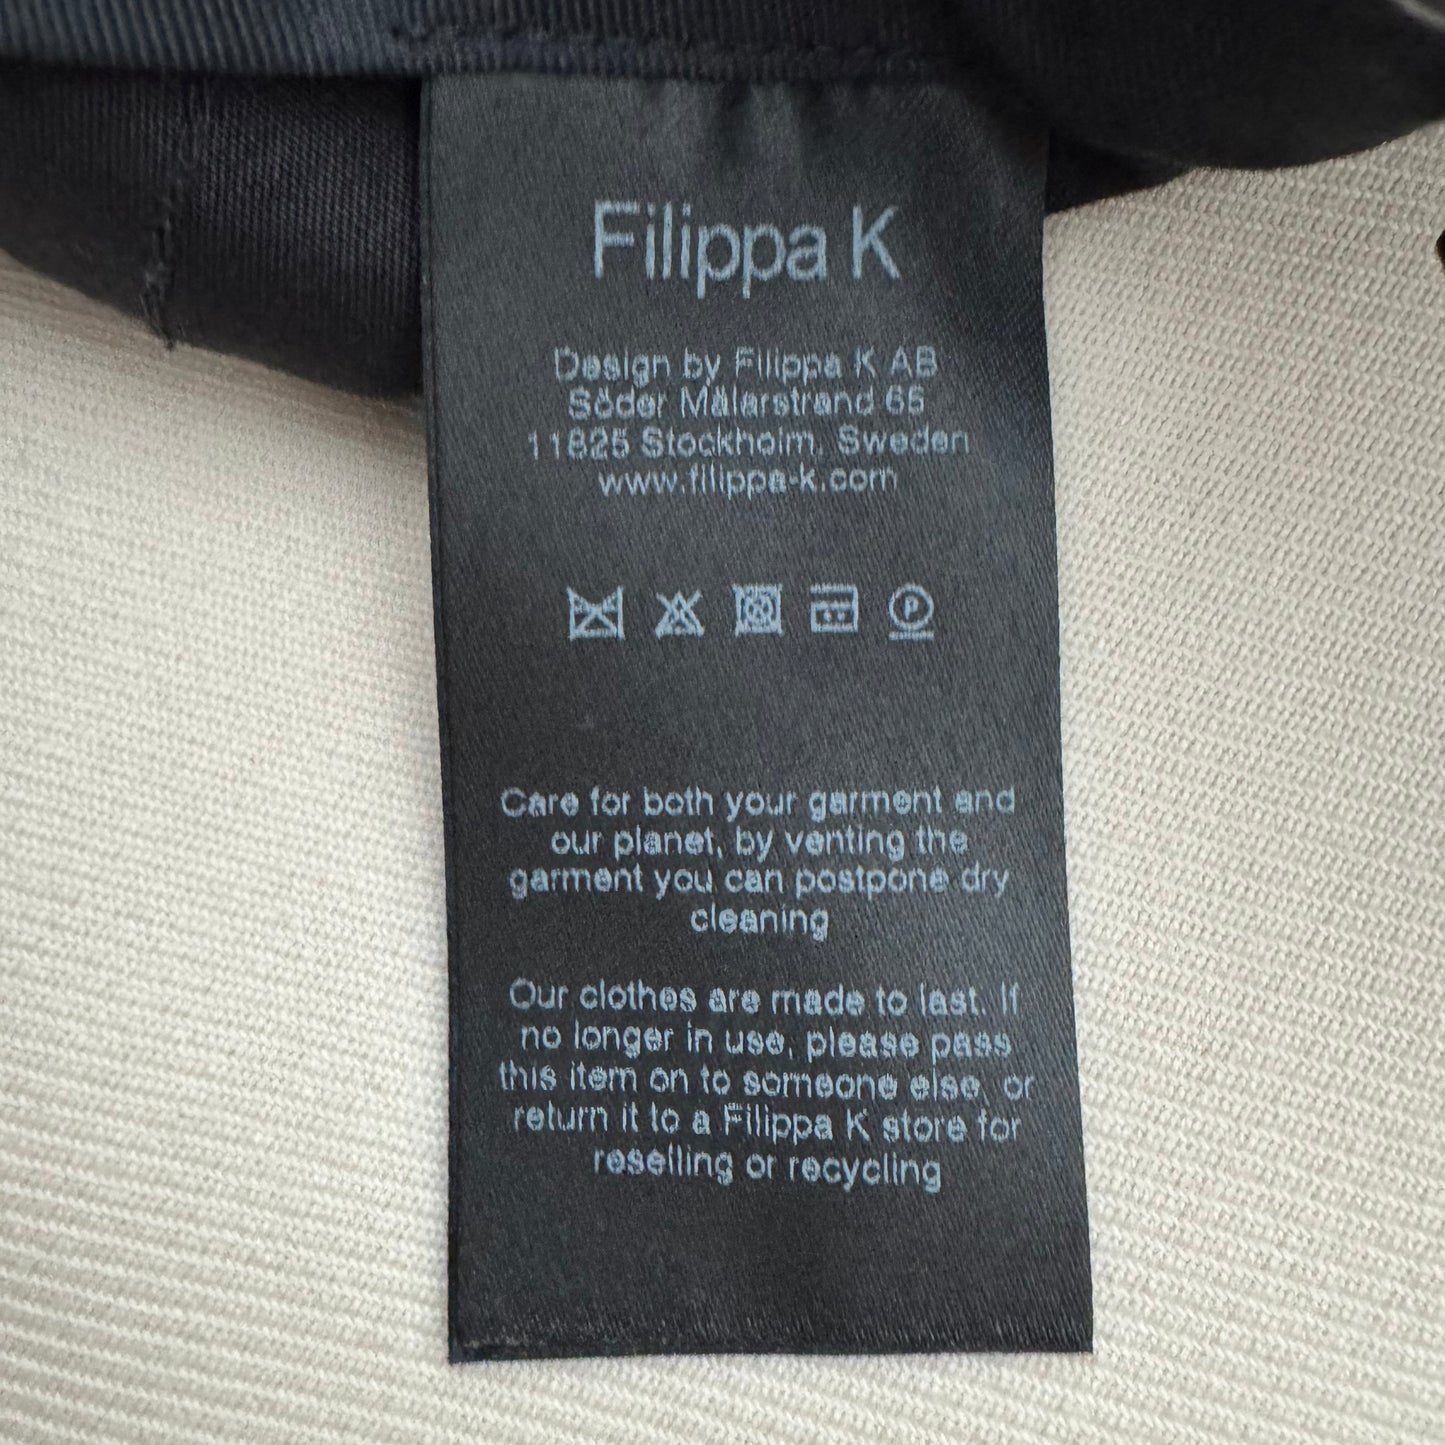 Filippa K
Design by Filippa K AB
Söder Mälarstrand 65
11825 Stockholm, Sweden
www.filippa-k.com
P
Care for both your garment and
our planet, by venting the
garment you can postpone dry
cleaning
Our clothes are made to last. If
no longer in use, please pass
this item on to someone else, or
return it to a Filippa K store for
reselling or recycling